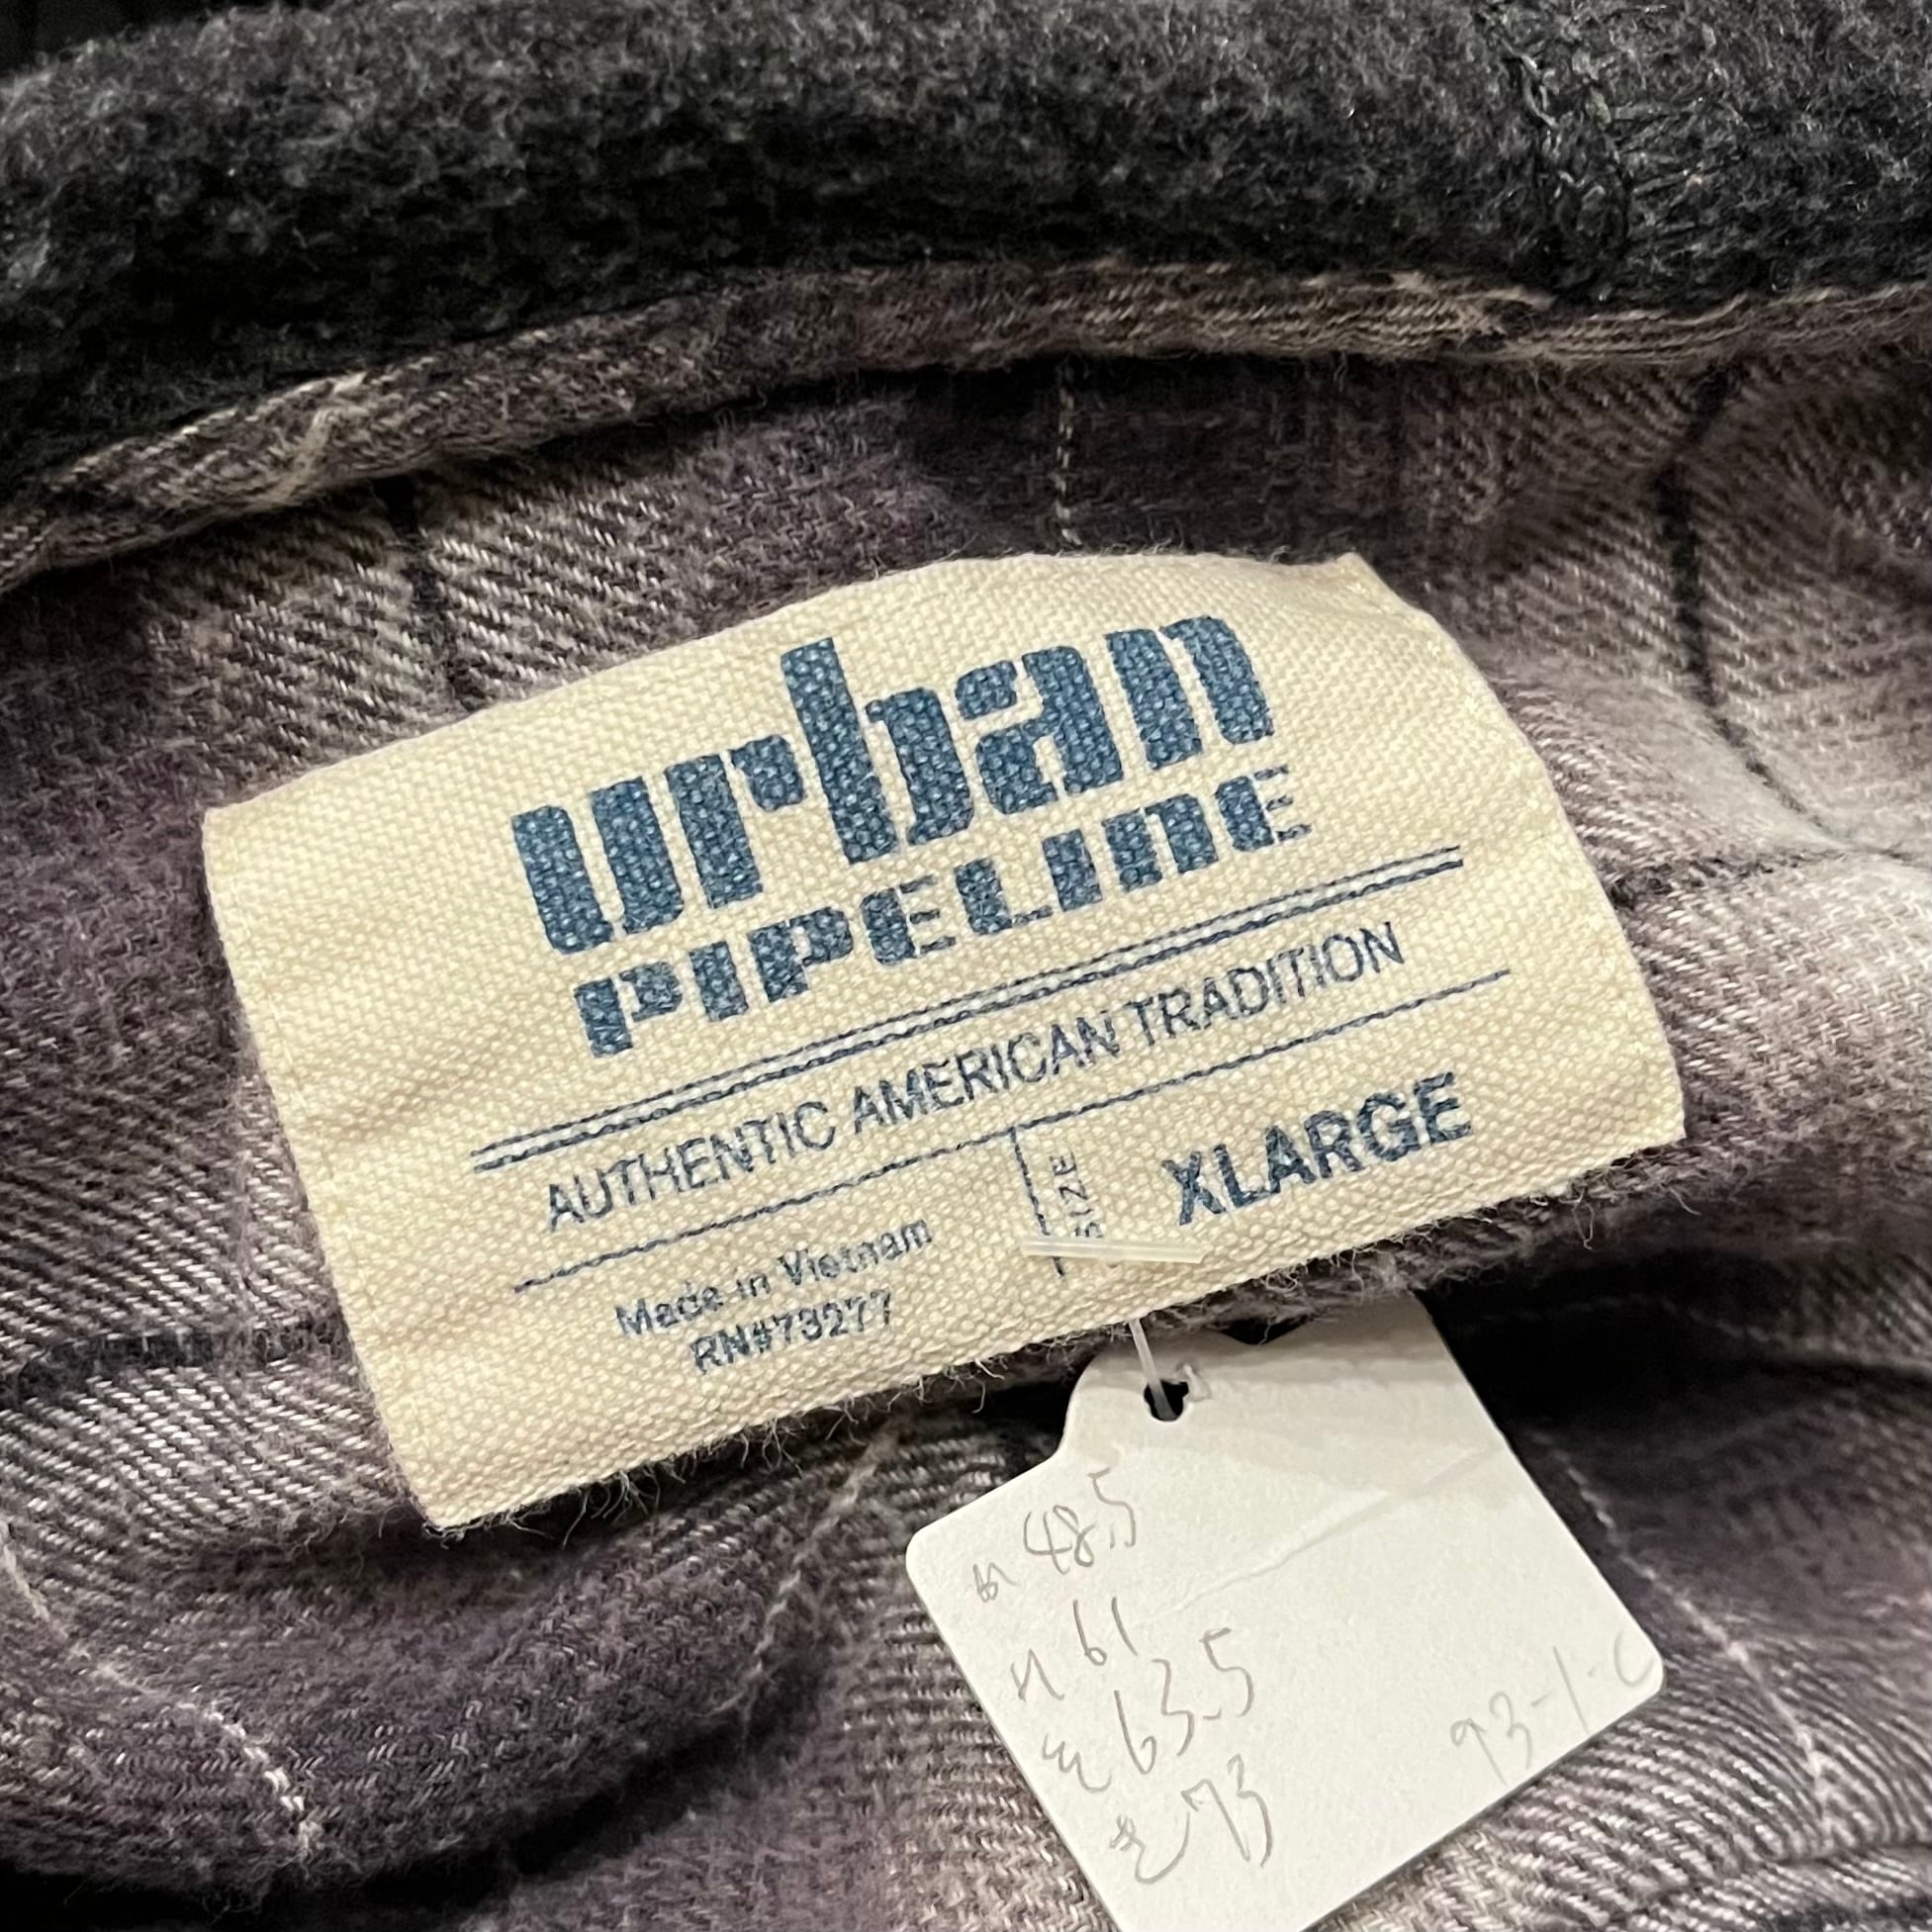 urban
PIPELINE
AUTHENTIC AMERICAN TRADITION
Made in Vietnam
RN#73277
SIZE
XLARGE
48.5
61
63.5
73
93-1-